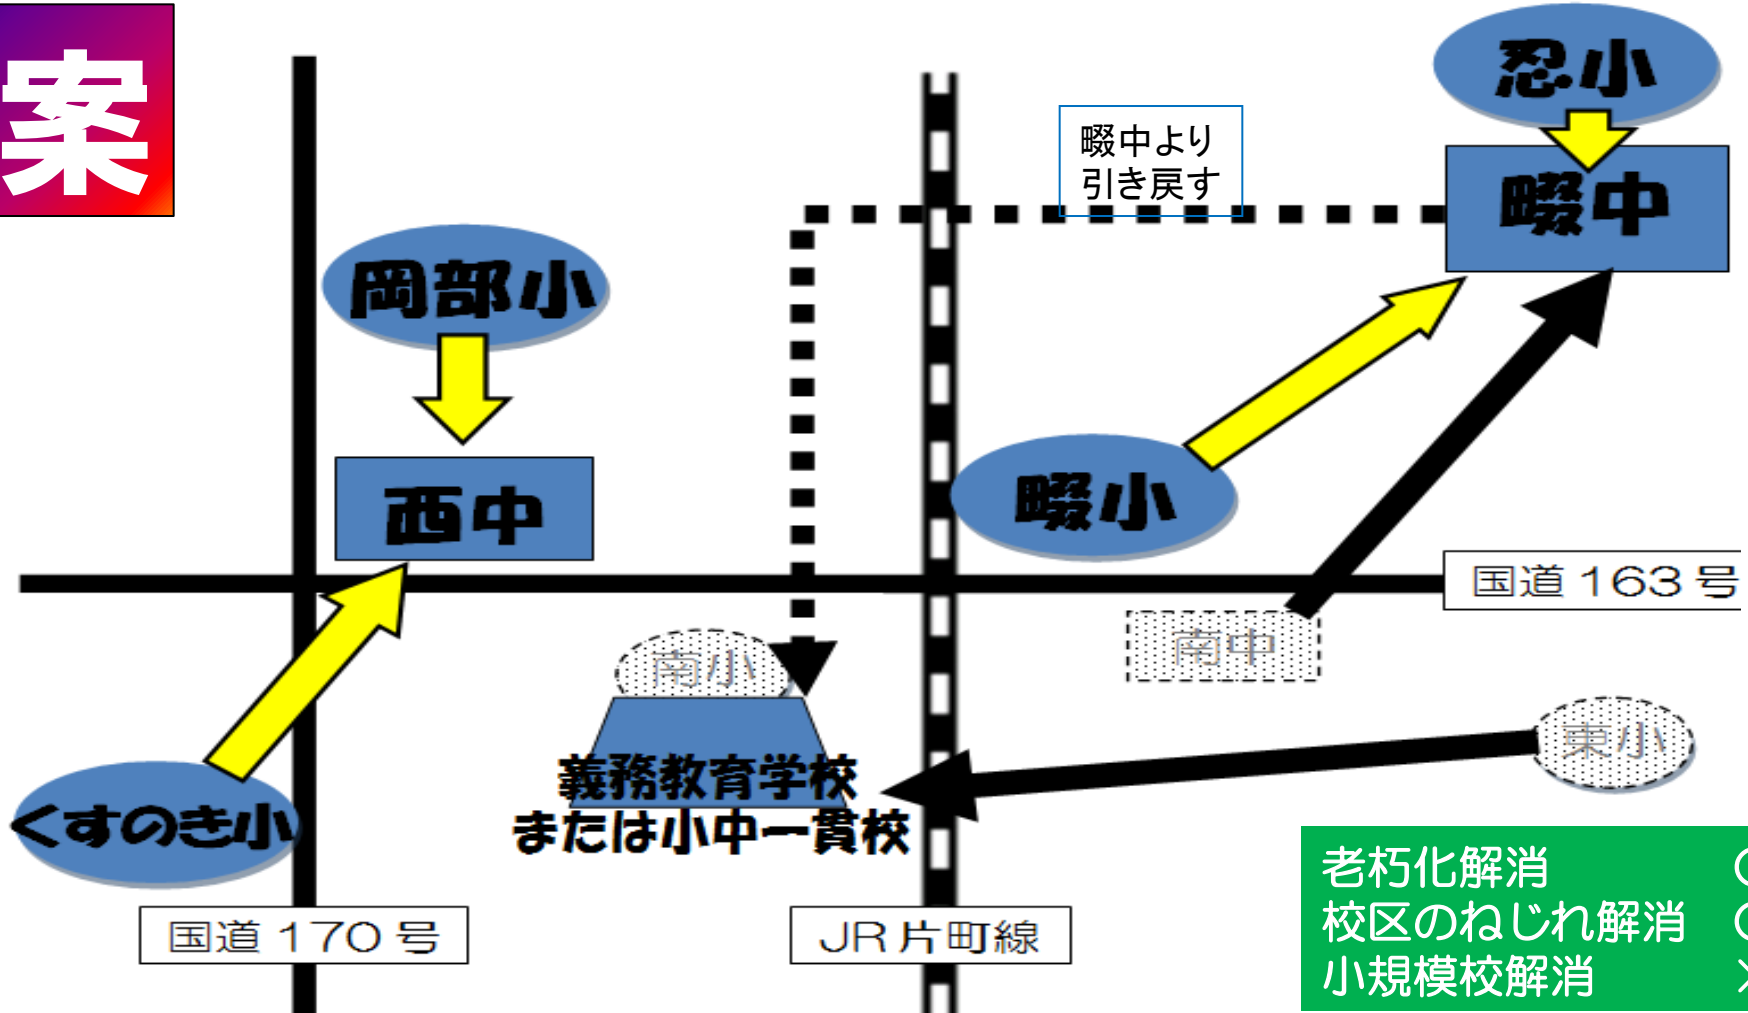 案
忍小
畷中より
引き戻す
畷中
岡部小
西中
畷小
国道163号
南小
南中
東小
義務教育学校
または小中一貫校
くすのき小
国道170号
JR片町線
老朽化解消 ○
校区のねじれ解消 ○
小規模校解消 ×